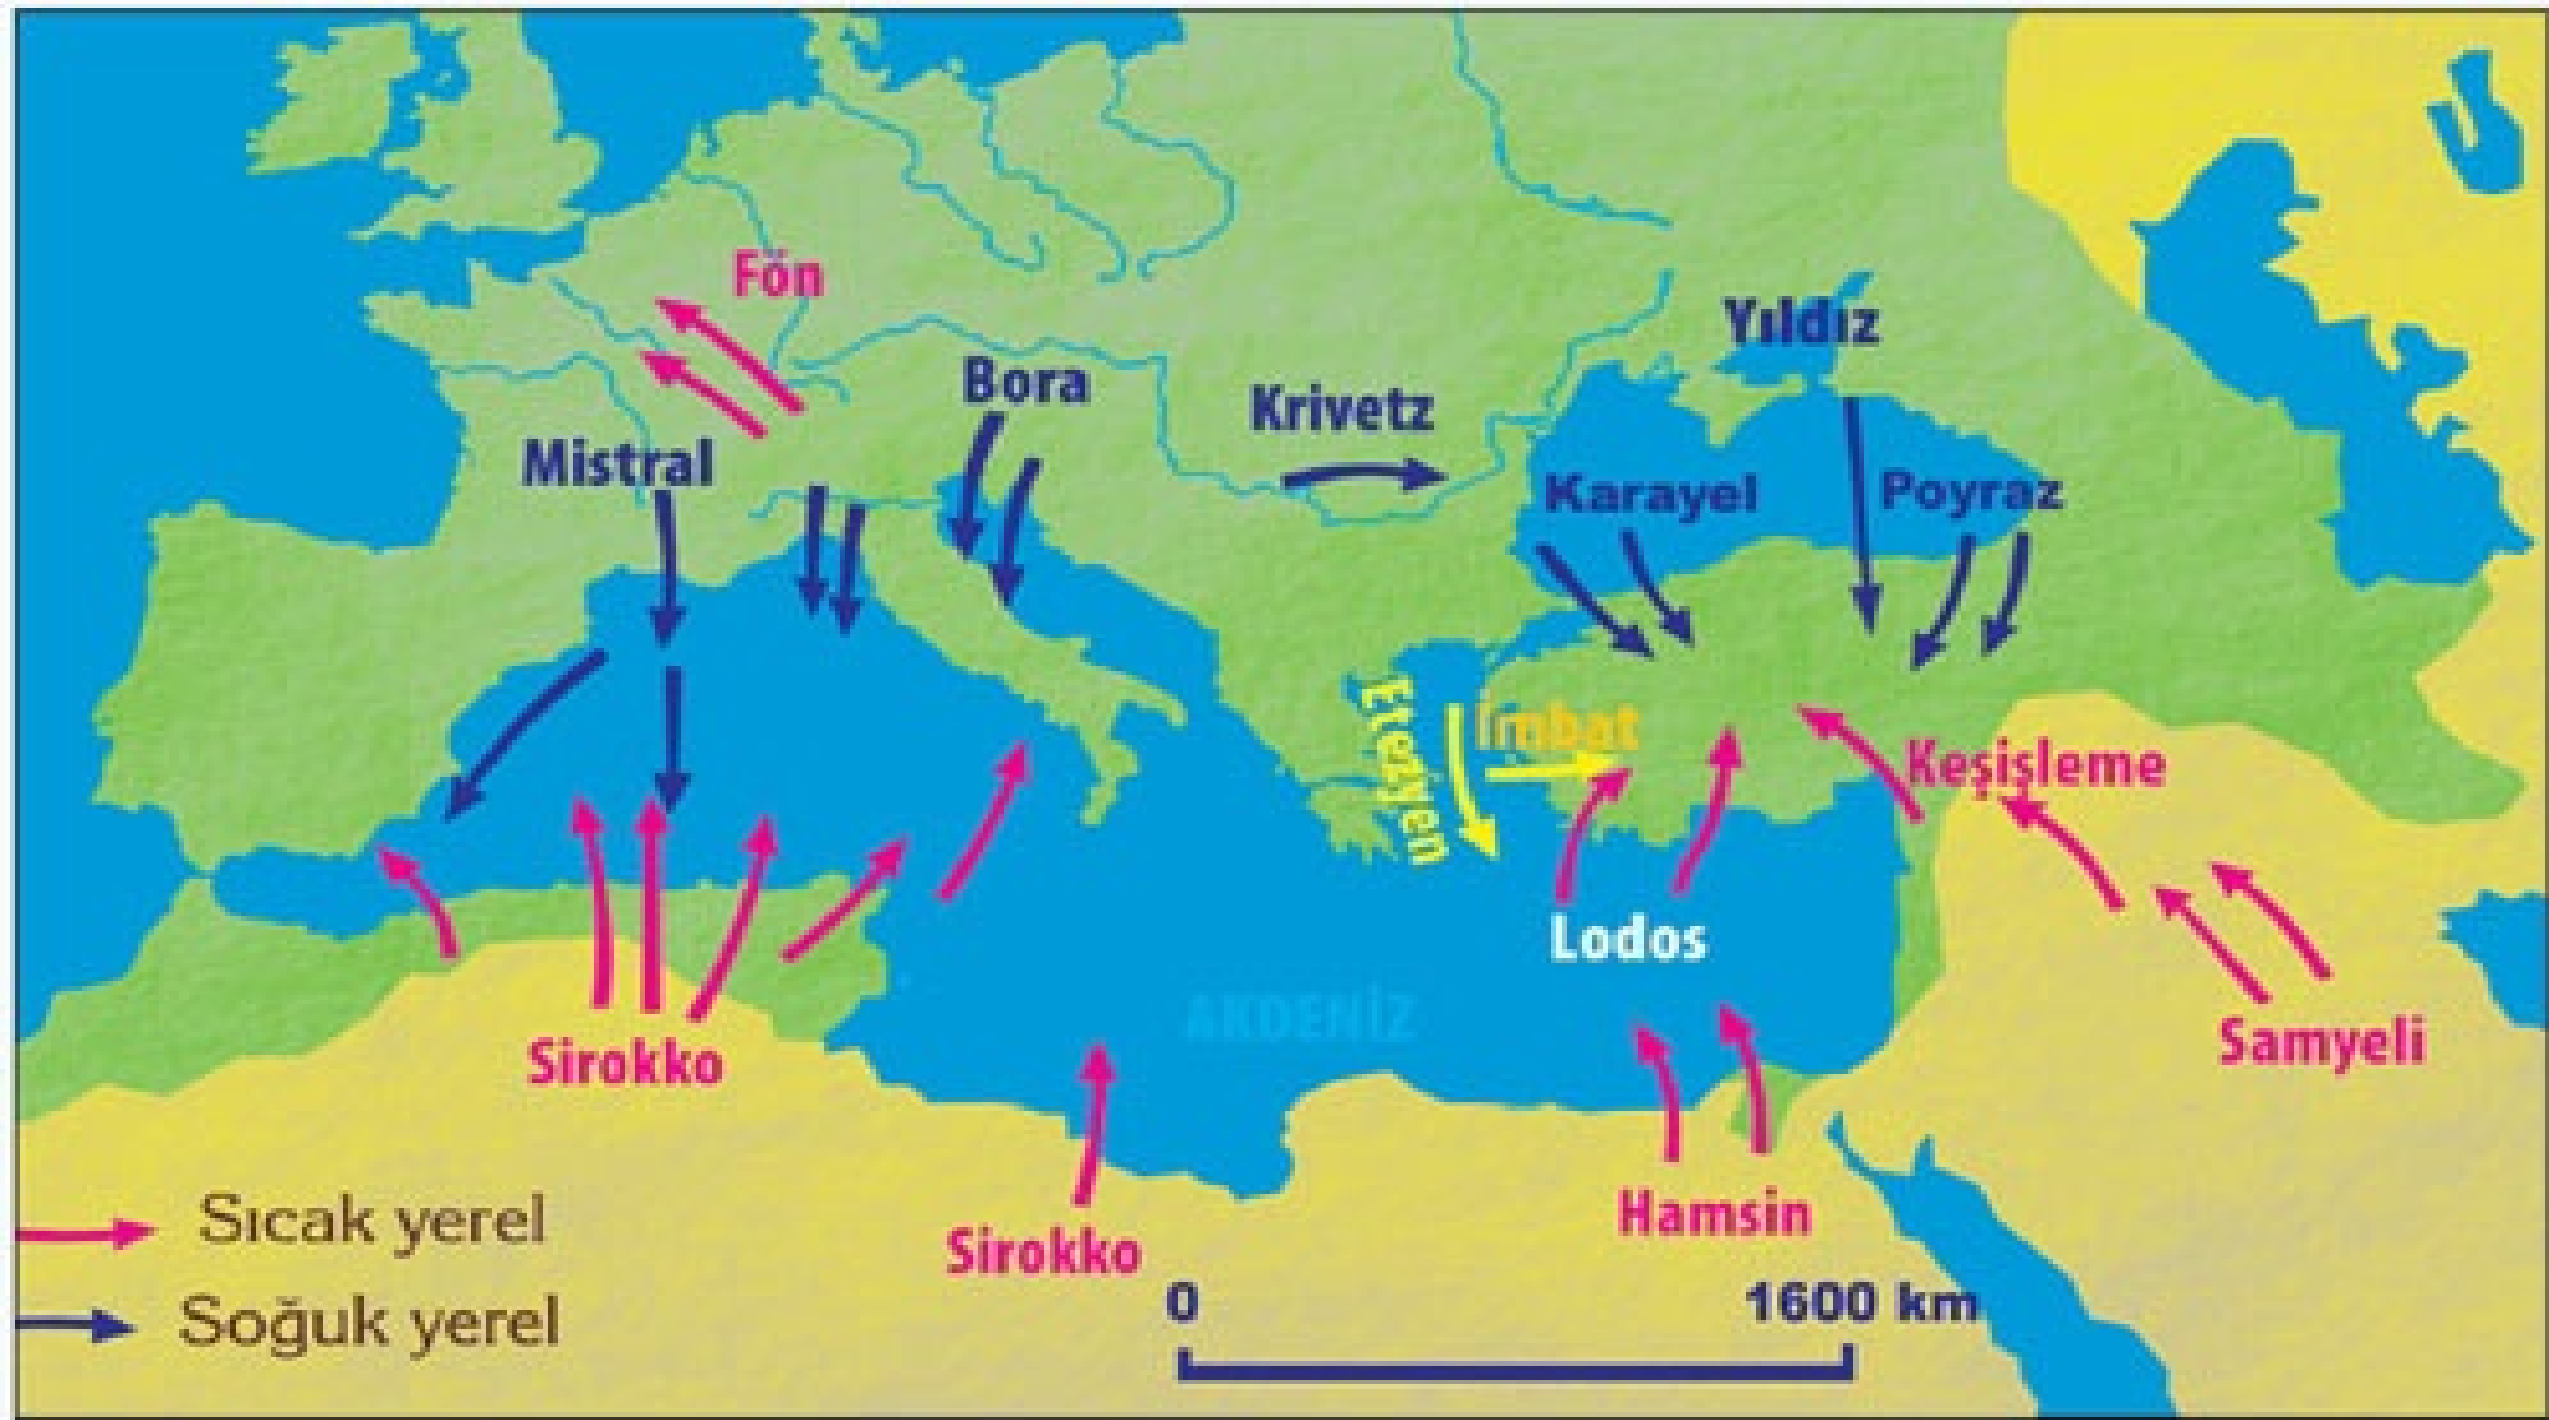 Fön
Yıldız
Bora
Krivetz
Mistral
Karayel
Poyraz
Etezyen
İmbat
Keşişleme
Lodos
AKDENİZ
Samyeli
Sirokko
Hamsin
Sirokko
Sıcak yerel
Soğuk yerel
0
1600 km